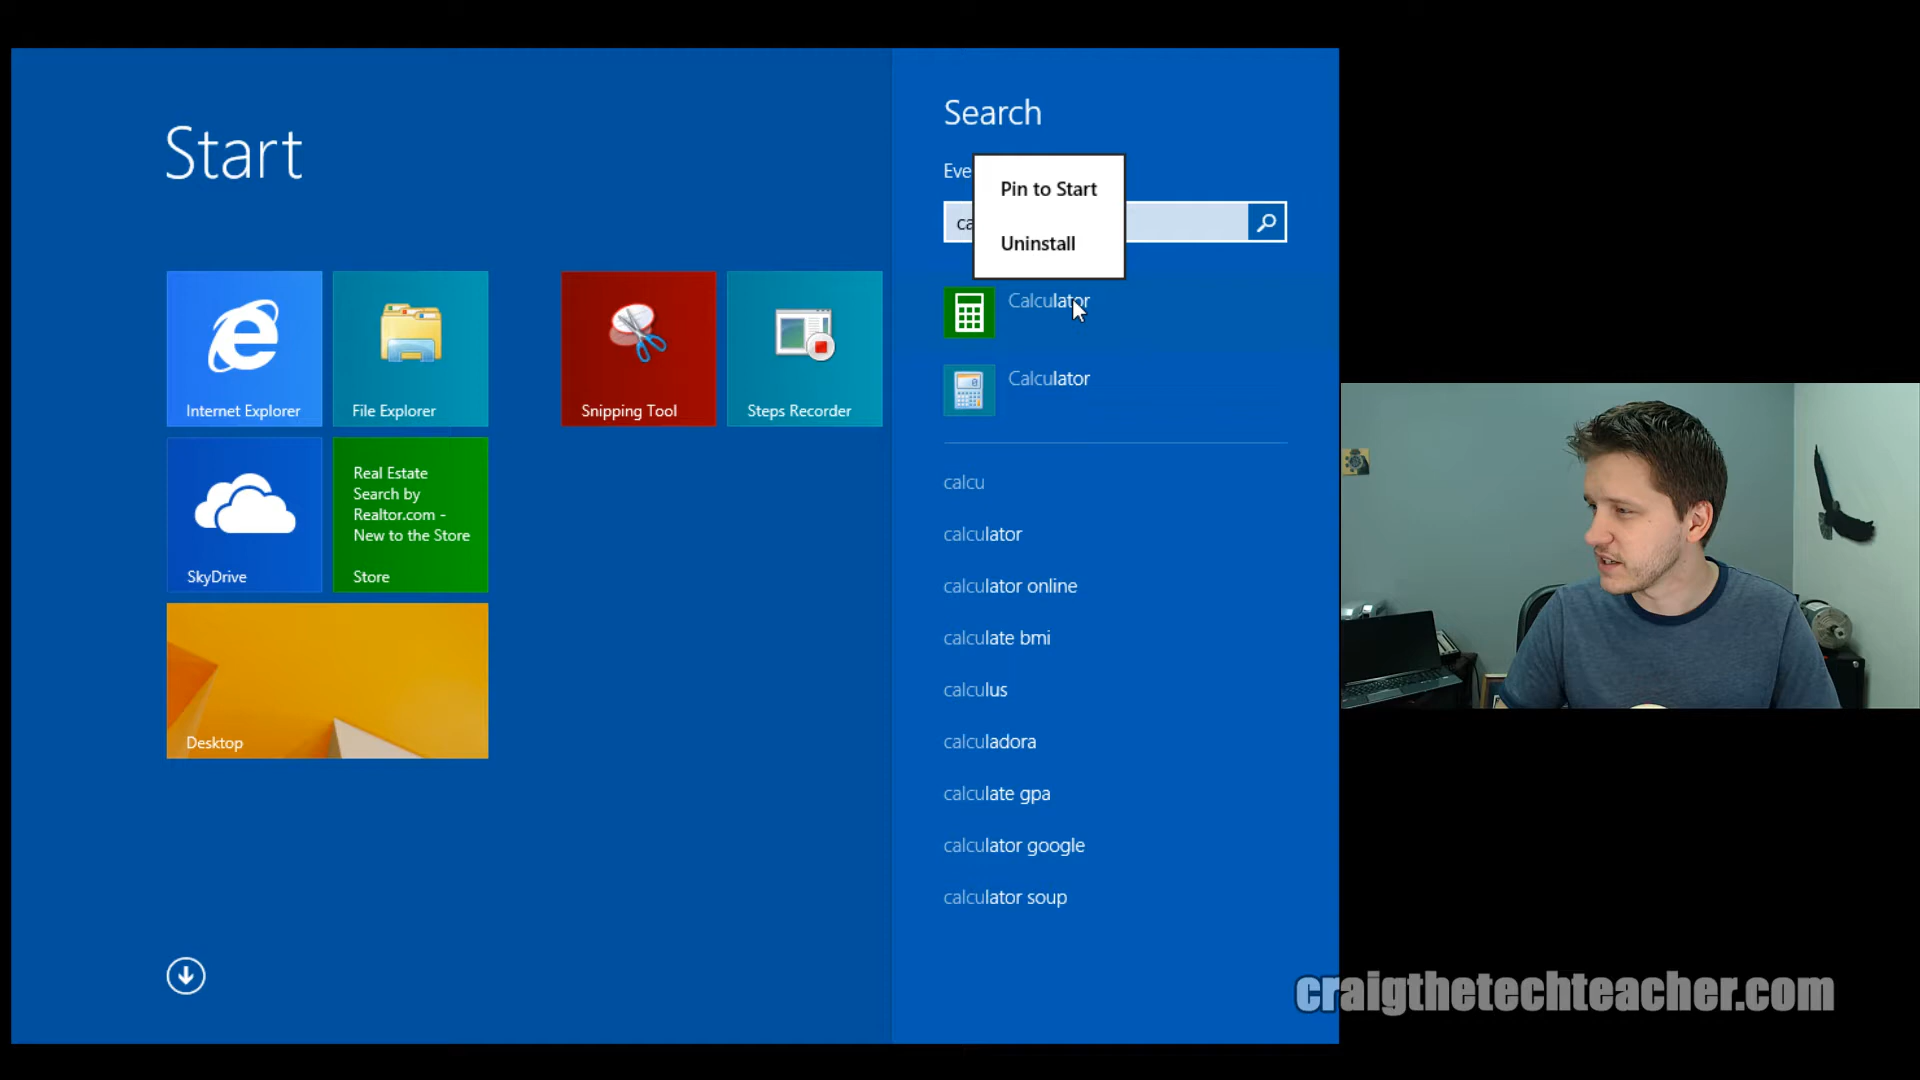 Start
Internet Explorer
File Explorer
SkyDrive
Real Estate
Search by
Realtor.com -
New to the Store
Store
Desktop
Snipping Tool
Steps Recorder
Search
Eve
ca
Pin to Start
Uninstall
Calculator
Calculator
calcu
calculator
calculator online
calculate bmi
calculus
calculadora
calculate gpa
calculator google
calculator soup
craigthetechteacher.com